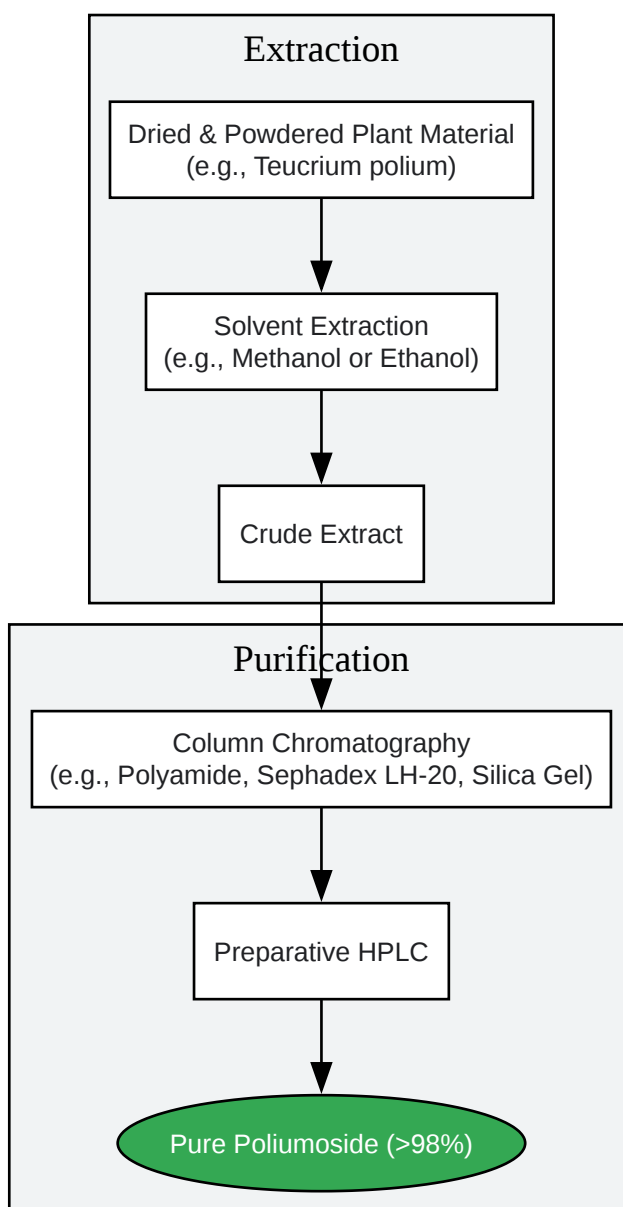 Extraction
Dried & Powdered Plant Material
(e.g., Teucrium polium)
Solvent Extraction
(e.g., Methanol or Ethanol)
Crude Extract
Purification
Column Chromatography
(e.g., Polyamide, Sephadex LH-20, Silica Gel)
Preparative HPLC
Pure Poliumoside (>98%)